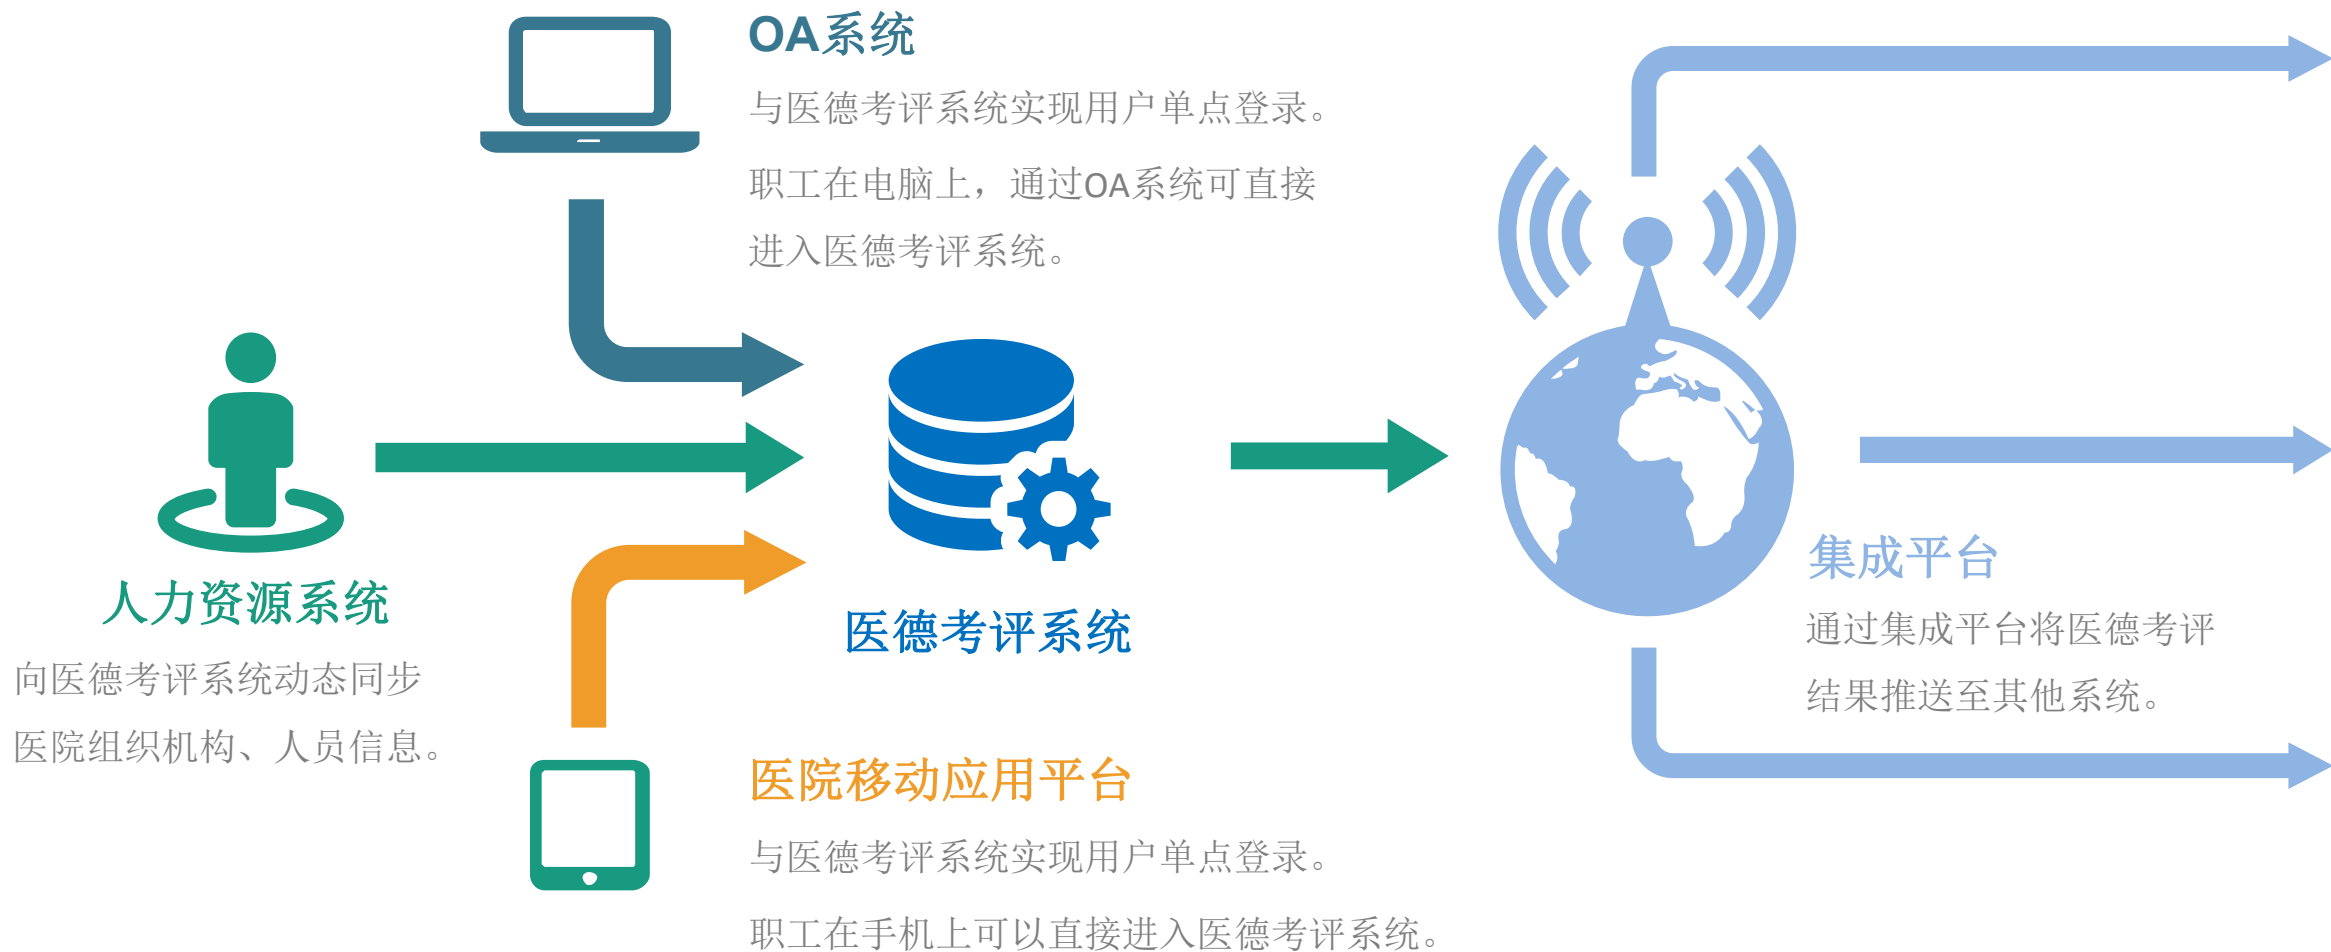 OA系统
与医德考评系统实现用户单点登录。
职工在电脑上，通过OA系统可直接
进入医德考评系统。
人力资源系统
向医德考评系统动态同步
医院组织机构、人员信息。
医德考评系统
集成平台
通过集成平台将医德考评
结果推送至其他系统。
医院移动应用平台
与医德考评系统实现用户单点登录。
职工在手机上可以直接进入医德考评系统。